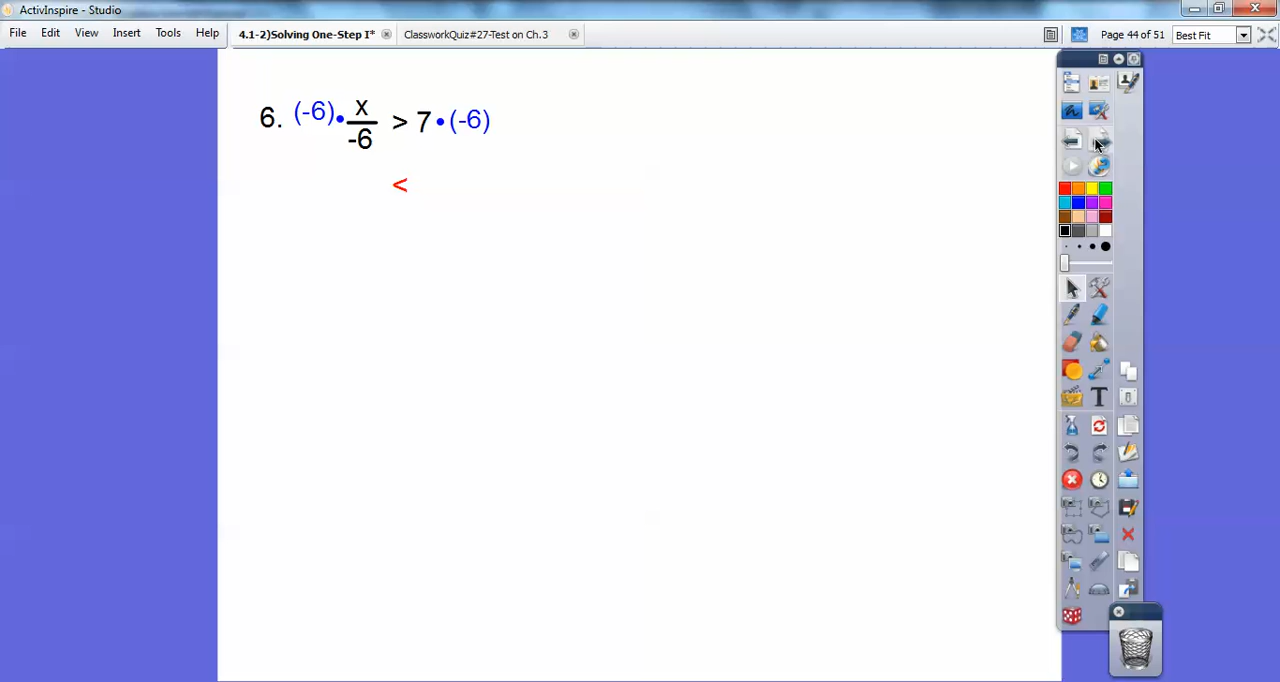 ActivInspire - Studio
File Edit View Insert Tools Help
4.1-2)Solving One-Step I* ClassworkQuiz#27-Test on Ch.3
Page 44 of 51 Best Fit
6. (-6)• x/-6 > 7 •(-6)
<